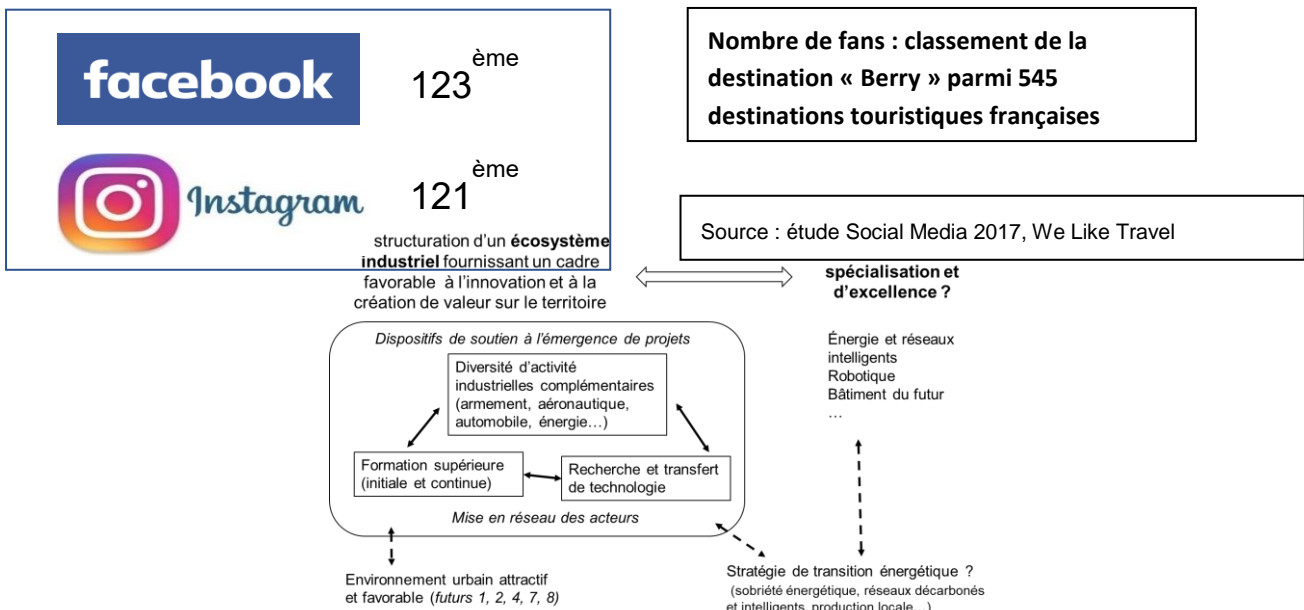 facebook
123ème
Instagram
121ème
Nombre de fans : classement de la
destination « Berry » parmi 545
destinations touristiques françaises
Source : étude Social Media 2017, We Like Travel
structuration d’un écosystème
industriel fournissant un cadre
favorable à l’innovation et à la
création de valeur sur le territoire
spécialisation et
d'excellence ?
Dispositifs de soutien à l’émergence de projets
Diversité d’activité
industrielles complémentaires
(armement, aéronautique,
automobile, énergie…)
Formation supérieure
(initiale et continue)
Recherche et transfert
de technologie
Mise en réseau des acteurs
Énergie et réseaux
intelligents
Robotique
Bâtiment du futur
…
Environnement urbain attractif
et favorable (futurs 1, 2, 4, 7, 8)
Stratégie de transition énergétique ?
(sobriété énergétique, réseaux décarbonés
et intelligents, production locale…)